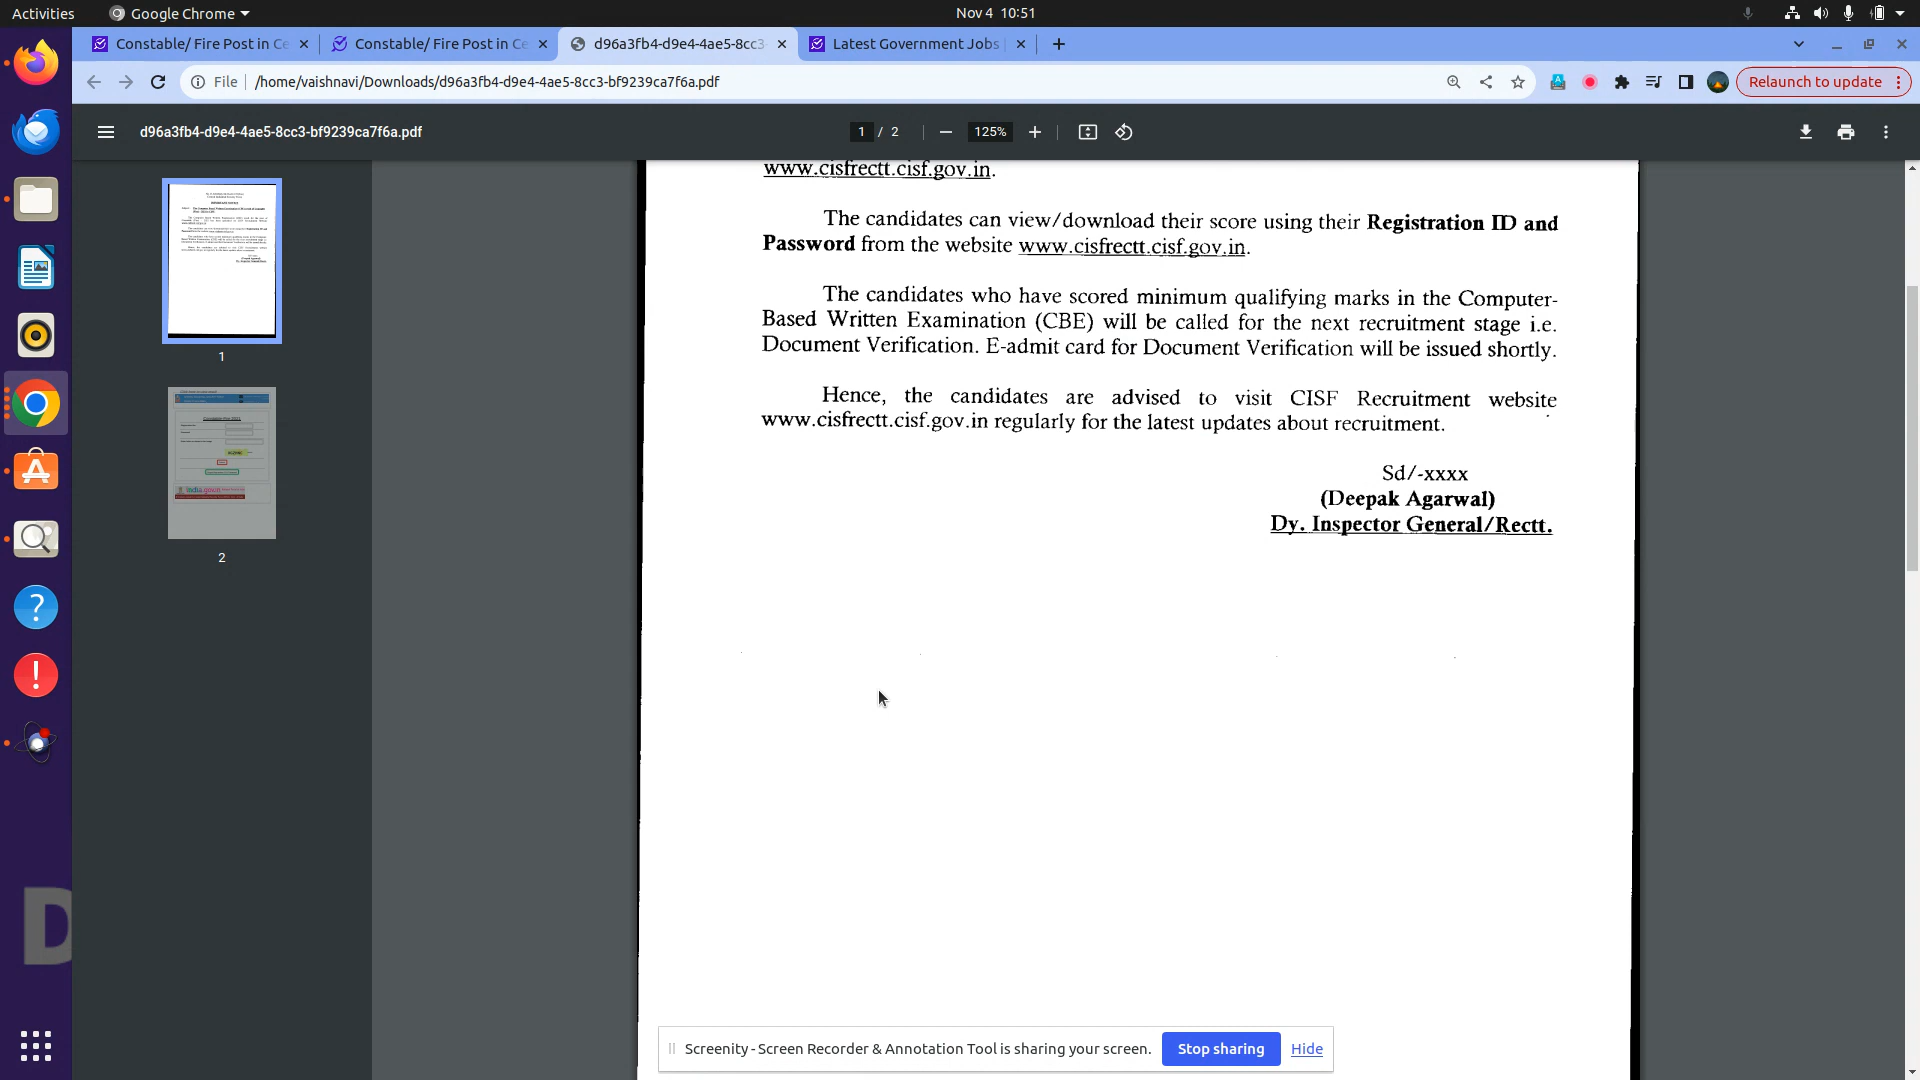 Activities
Google Chrome
Nov 4 10:51
Constable/ Fire Post in Ce
Constable/ Fire Post in Ce
d96a3fb4-d9e4-4ae5-8cc3-
Latest Government Jobs
File
/home/vaishnavi/Downloads/d96a3fb4-d9e4-4ae5-8cc3-bf9239ca7f6a.pdf
Relaunch to update
d96a3fb4-d9e4-4ae5-8cc3-bf9239ca7f6a.pdf
1 / 2
125%
www.cisfrectt.cisf.gov.in.
The candidates can view/download their score using their Registration ID and
Password from the website www.cisfrectt.cisf.gov.in.
The candidates who have scored minimum qualifying marks in the Computer-
Based Written Examination (CBE) will be called for the next recruitment stage i.e.
Document Verification. E-admit card for Document Verification will be issued shortly.
Hence, the candidates are advised to visit CISF Recruitment website
www.cisfrectt.cisf.gov.in regularly for the latest updates about recruitment.
Sd/-xxxx
(Deepak Agarwal)
Dy. Inspector General/Rectt.
1
2
D
Screenity - Screen Recorder & Annotation Tool is sharing your screen.
Stop sharing
Hide